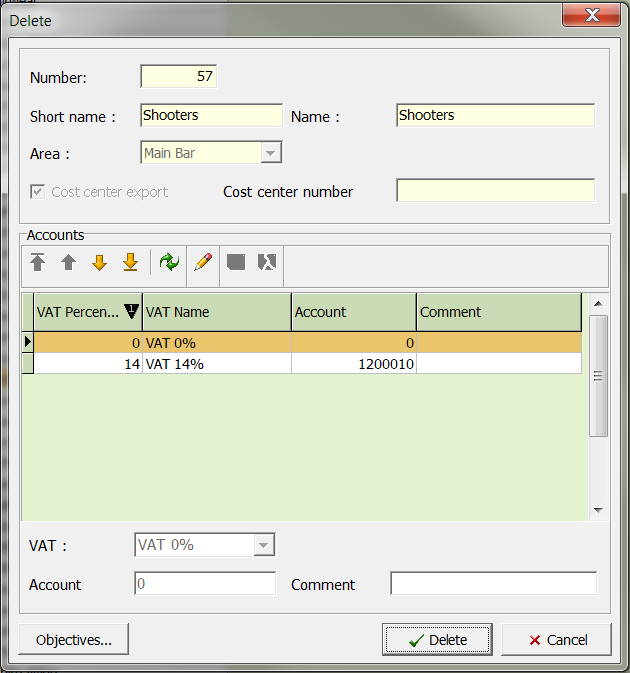 Delete
Number: 57
Short name : Shooters Name : Shooters
Area : Main Bar
Cost center export Cost center number
Accounts
VAT Percen... 1 VAT Name Account Comment
0 VAT 0% 0
14 VAT 14% 1200010
VAT : VAT 0%
Account 0 Comment
Objectives... Delete Cancel